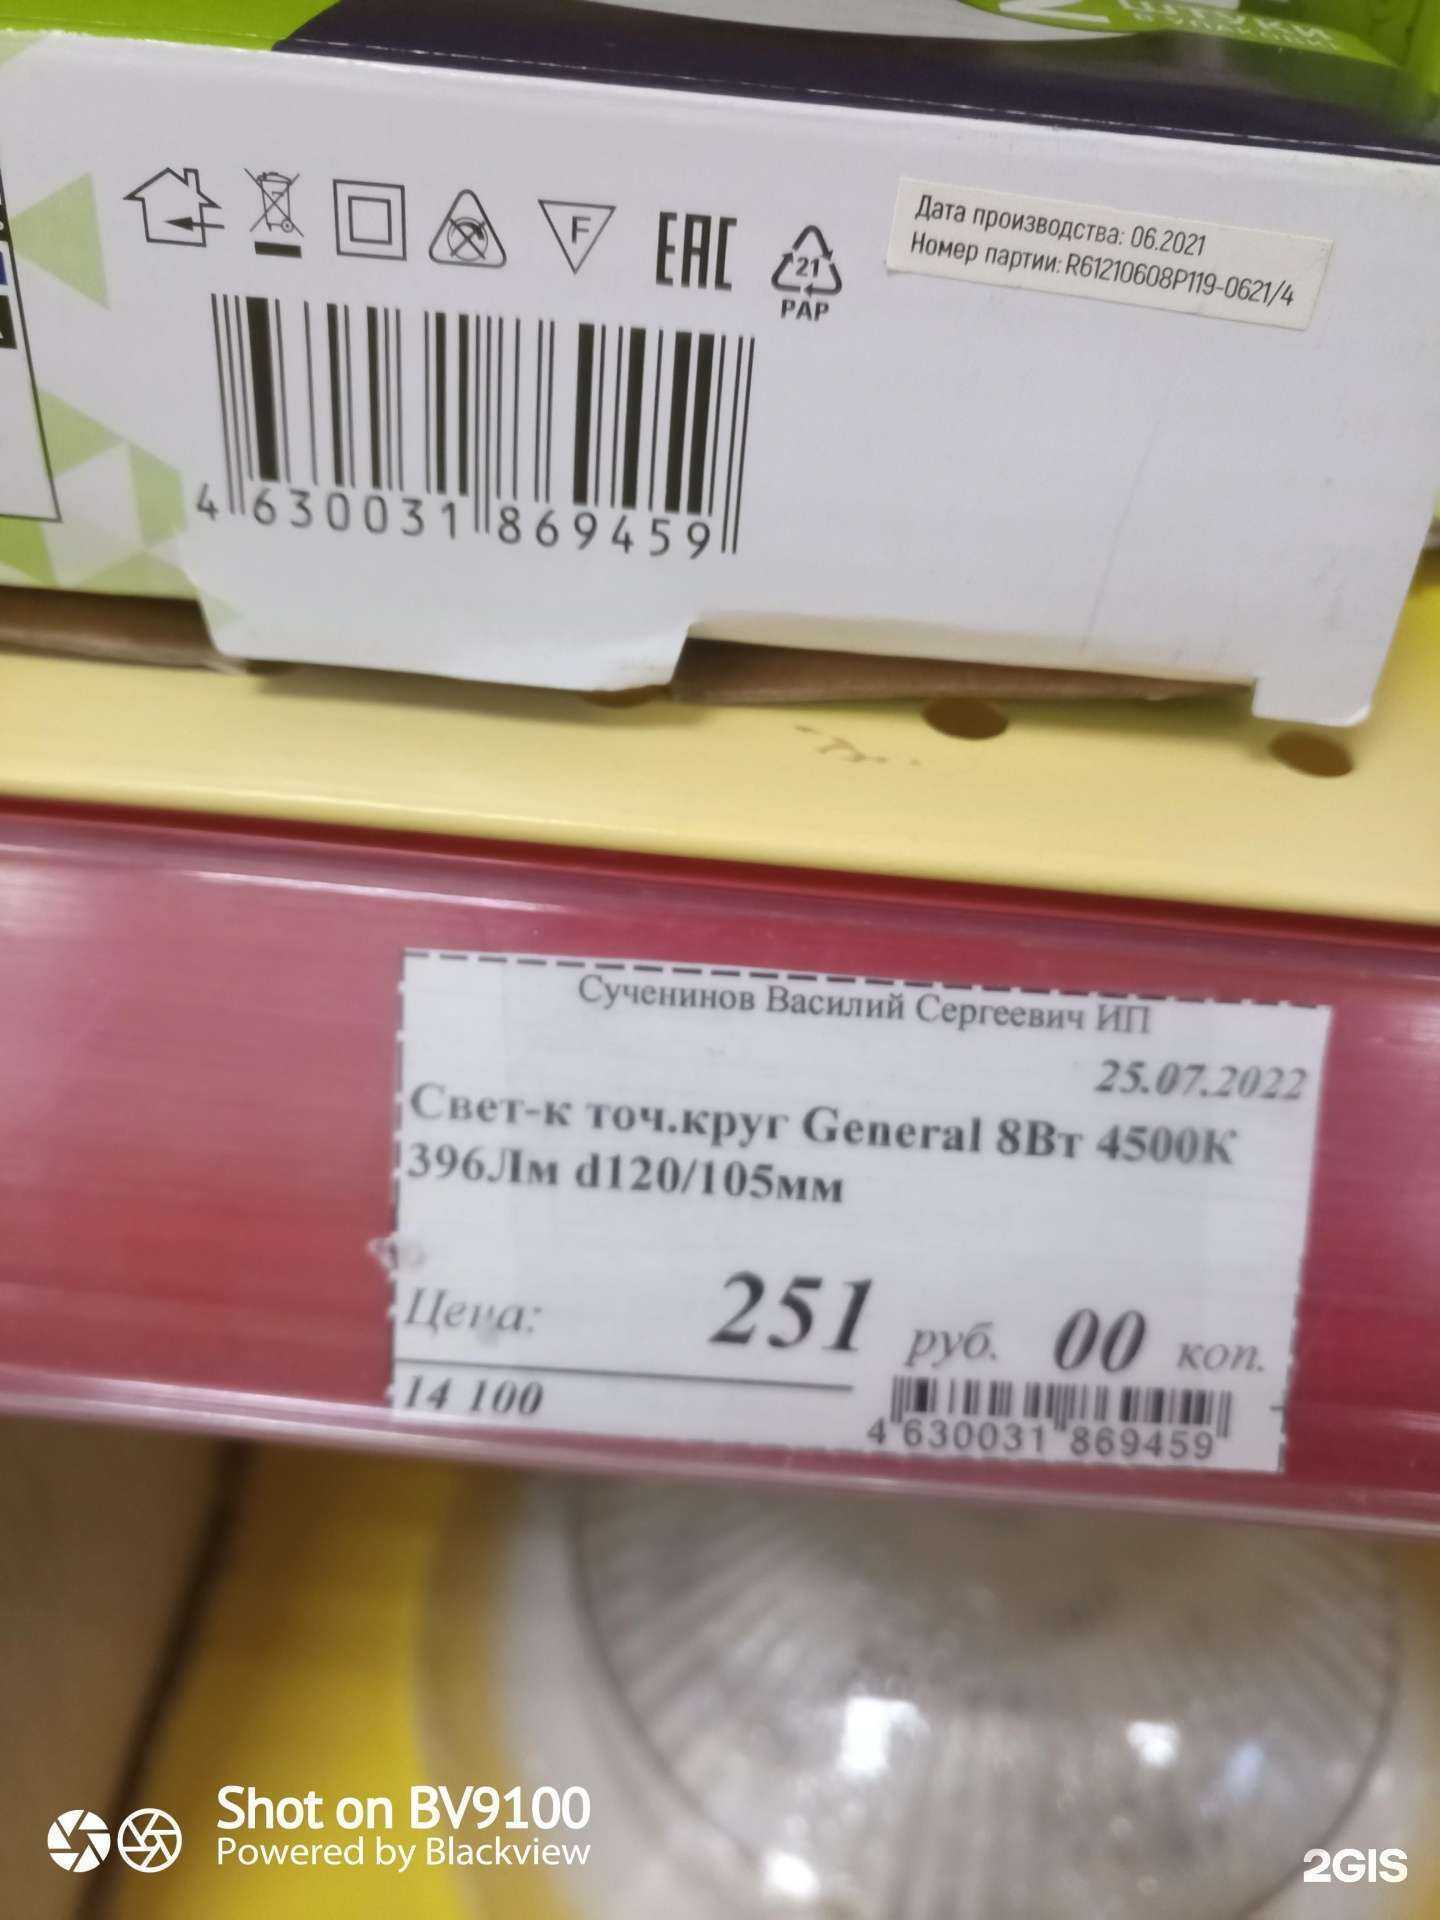 ШТУКИ
В УПАКОВКЕ
F
EAC
21
PAP
Дата производства: 06.2021
Номер партии: R61210608P119-0621/4
4 630031 869459
Сученинов Василий Сергеевич ИП
25.07.2022
Свет-к точ.круг General 8Вт 4500К
396Лм d120/105мм
Цена: 251 руб. 00 коп.
14 100
4 630031 869459
Shot on BV9100
Powered by Blackview
2GIS